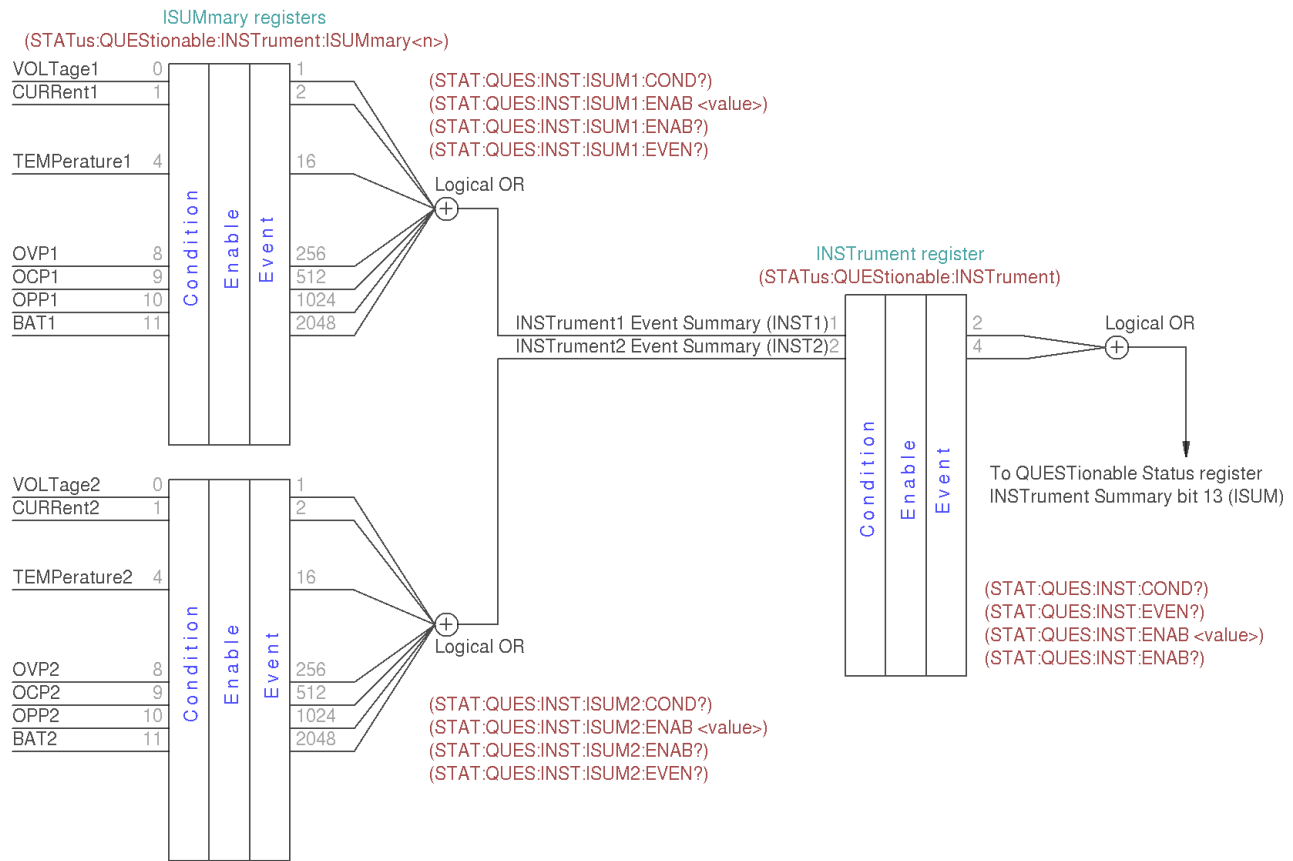 ISUMmary registers
(STATus:QUEStionable:INSTrument:ISUMmary<n>)
VOLTage1 0 1
CURRent1 1 2
TEMPerature1 4 16
OVP1 8 256
OCP1 9 512
OPP1 10 1024
BAT1 11 2048
Condition
Enable
Event
(STAT:QUES:INST:ISUM1:COND?)
(STAT:QUES:INST:ISUM1:ENAB <value>)
(STAT:QUES:INST:ISUM1:ENAB?)
(STAT:QUES:INST:ISUM1:EVEN?)
Logical OR
+
INSTrument register
(STATus:QUEStionable:INSTrument)
INSTrument1 Event Summary (INST1) 1 2
INSTrument2 Event Summary (INST2) 2 4
Condition
Enable
Event
Logical OR
+
To QUESTionable Status register
INSTrument Summary bit 13 (ISUM)
(STAT:QUES:INST:COND?)
(STAT:QUES:INST:EVEN?)
(STAT:QUES:INST:ENAB <value>)
(STAT:QUES:INST:ENAB?)
VOLTage2 0 1
CURRent2 1 2
TEMPerature2 4 16
OVP2 8 256
OCP2 9 512
OPP2 10 1024
BAT2 11 2048
Condition
Enable
Event
+
Logical OR
(STAT:QUES:INST:ISUM2:COND?)
(STAT:QUES:INST:ISUM2:ENAB <value>)
(STAT:QUES:INST:ISUM2:ENAB?)
(STAT:QUES:INST:ISUM2:EVEN?)